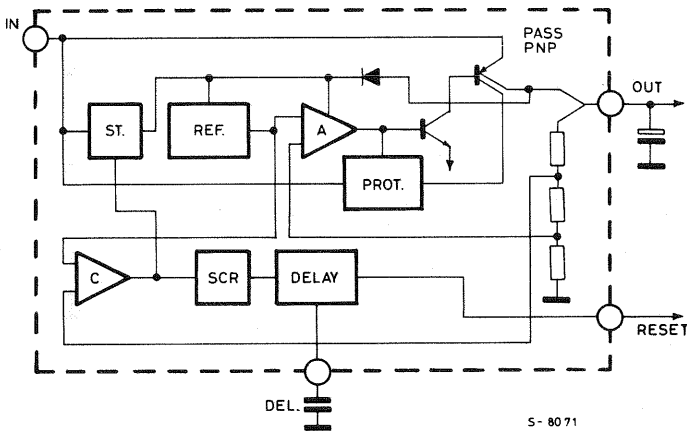 IN
PASS
PNP
OUT
ST.
REF.
A
PROT.
C
SCR
DELAY
RESET
DEL.
S-8071